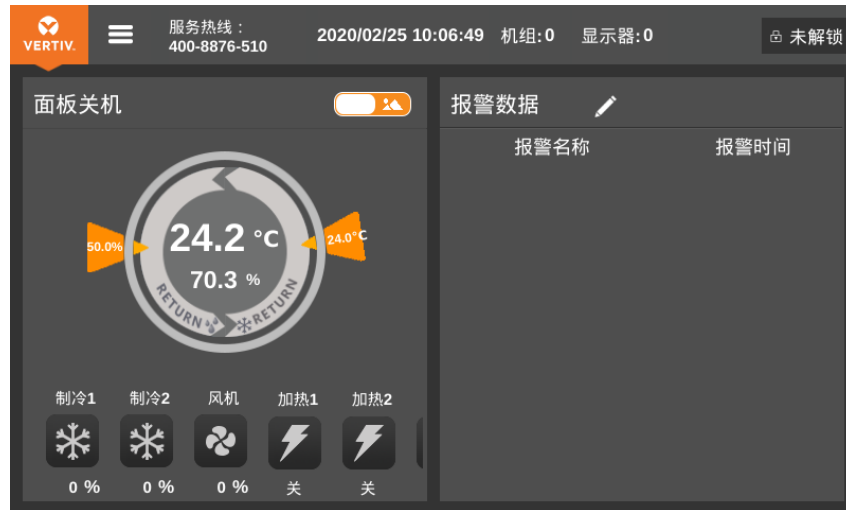 VERTIV.
服务热线：
400-8876-510
2020/02/25 10:06:49 机组:0 显示器:0
未解锁
面板关机
报警数据
报警名称 报警时间
50.0%
24.2 °C
24.0°C
70.3 %
RETURN RETURN
制冷1 制冷2 风机 加热1 加热2
0 % 0 % 0 % 关 关